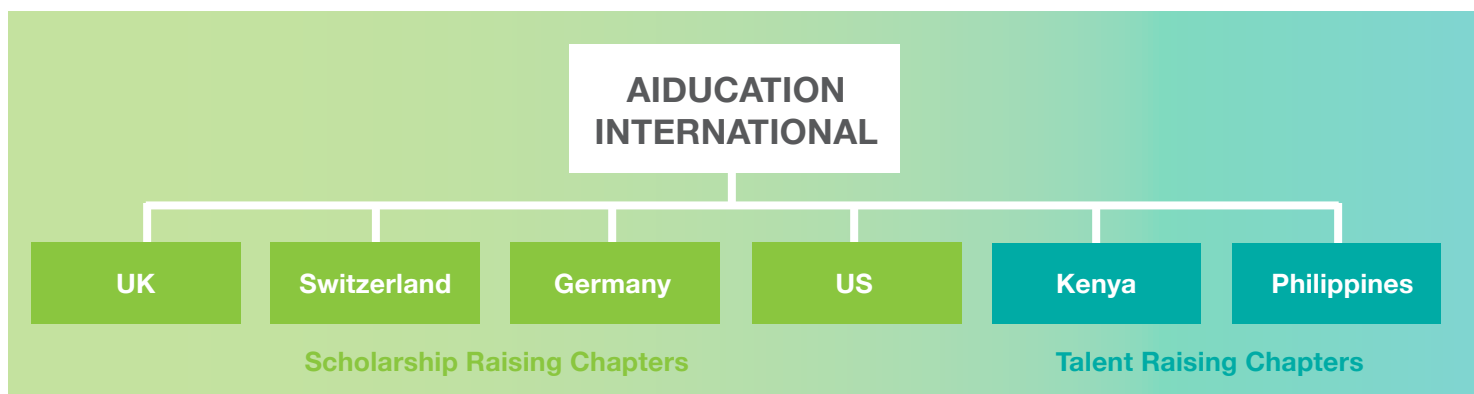 AIDUCATION
INTERNATIONAL
UK
Switzerland
Germany
US
Kenya
Philippines
Scholarship Raising Chapters
Talent Raising Chapters